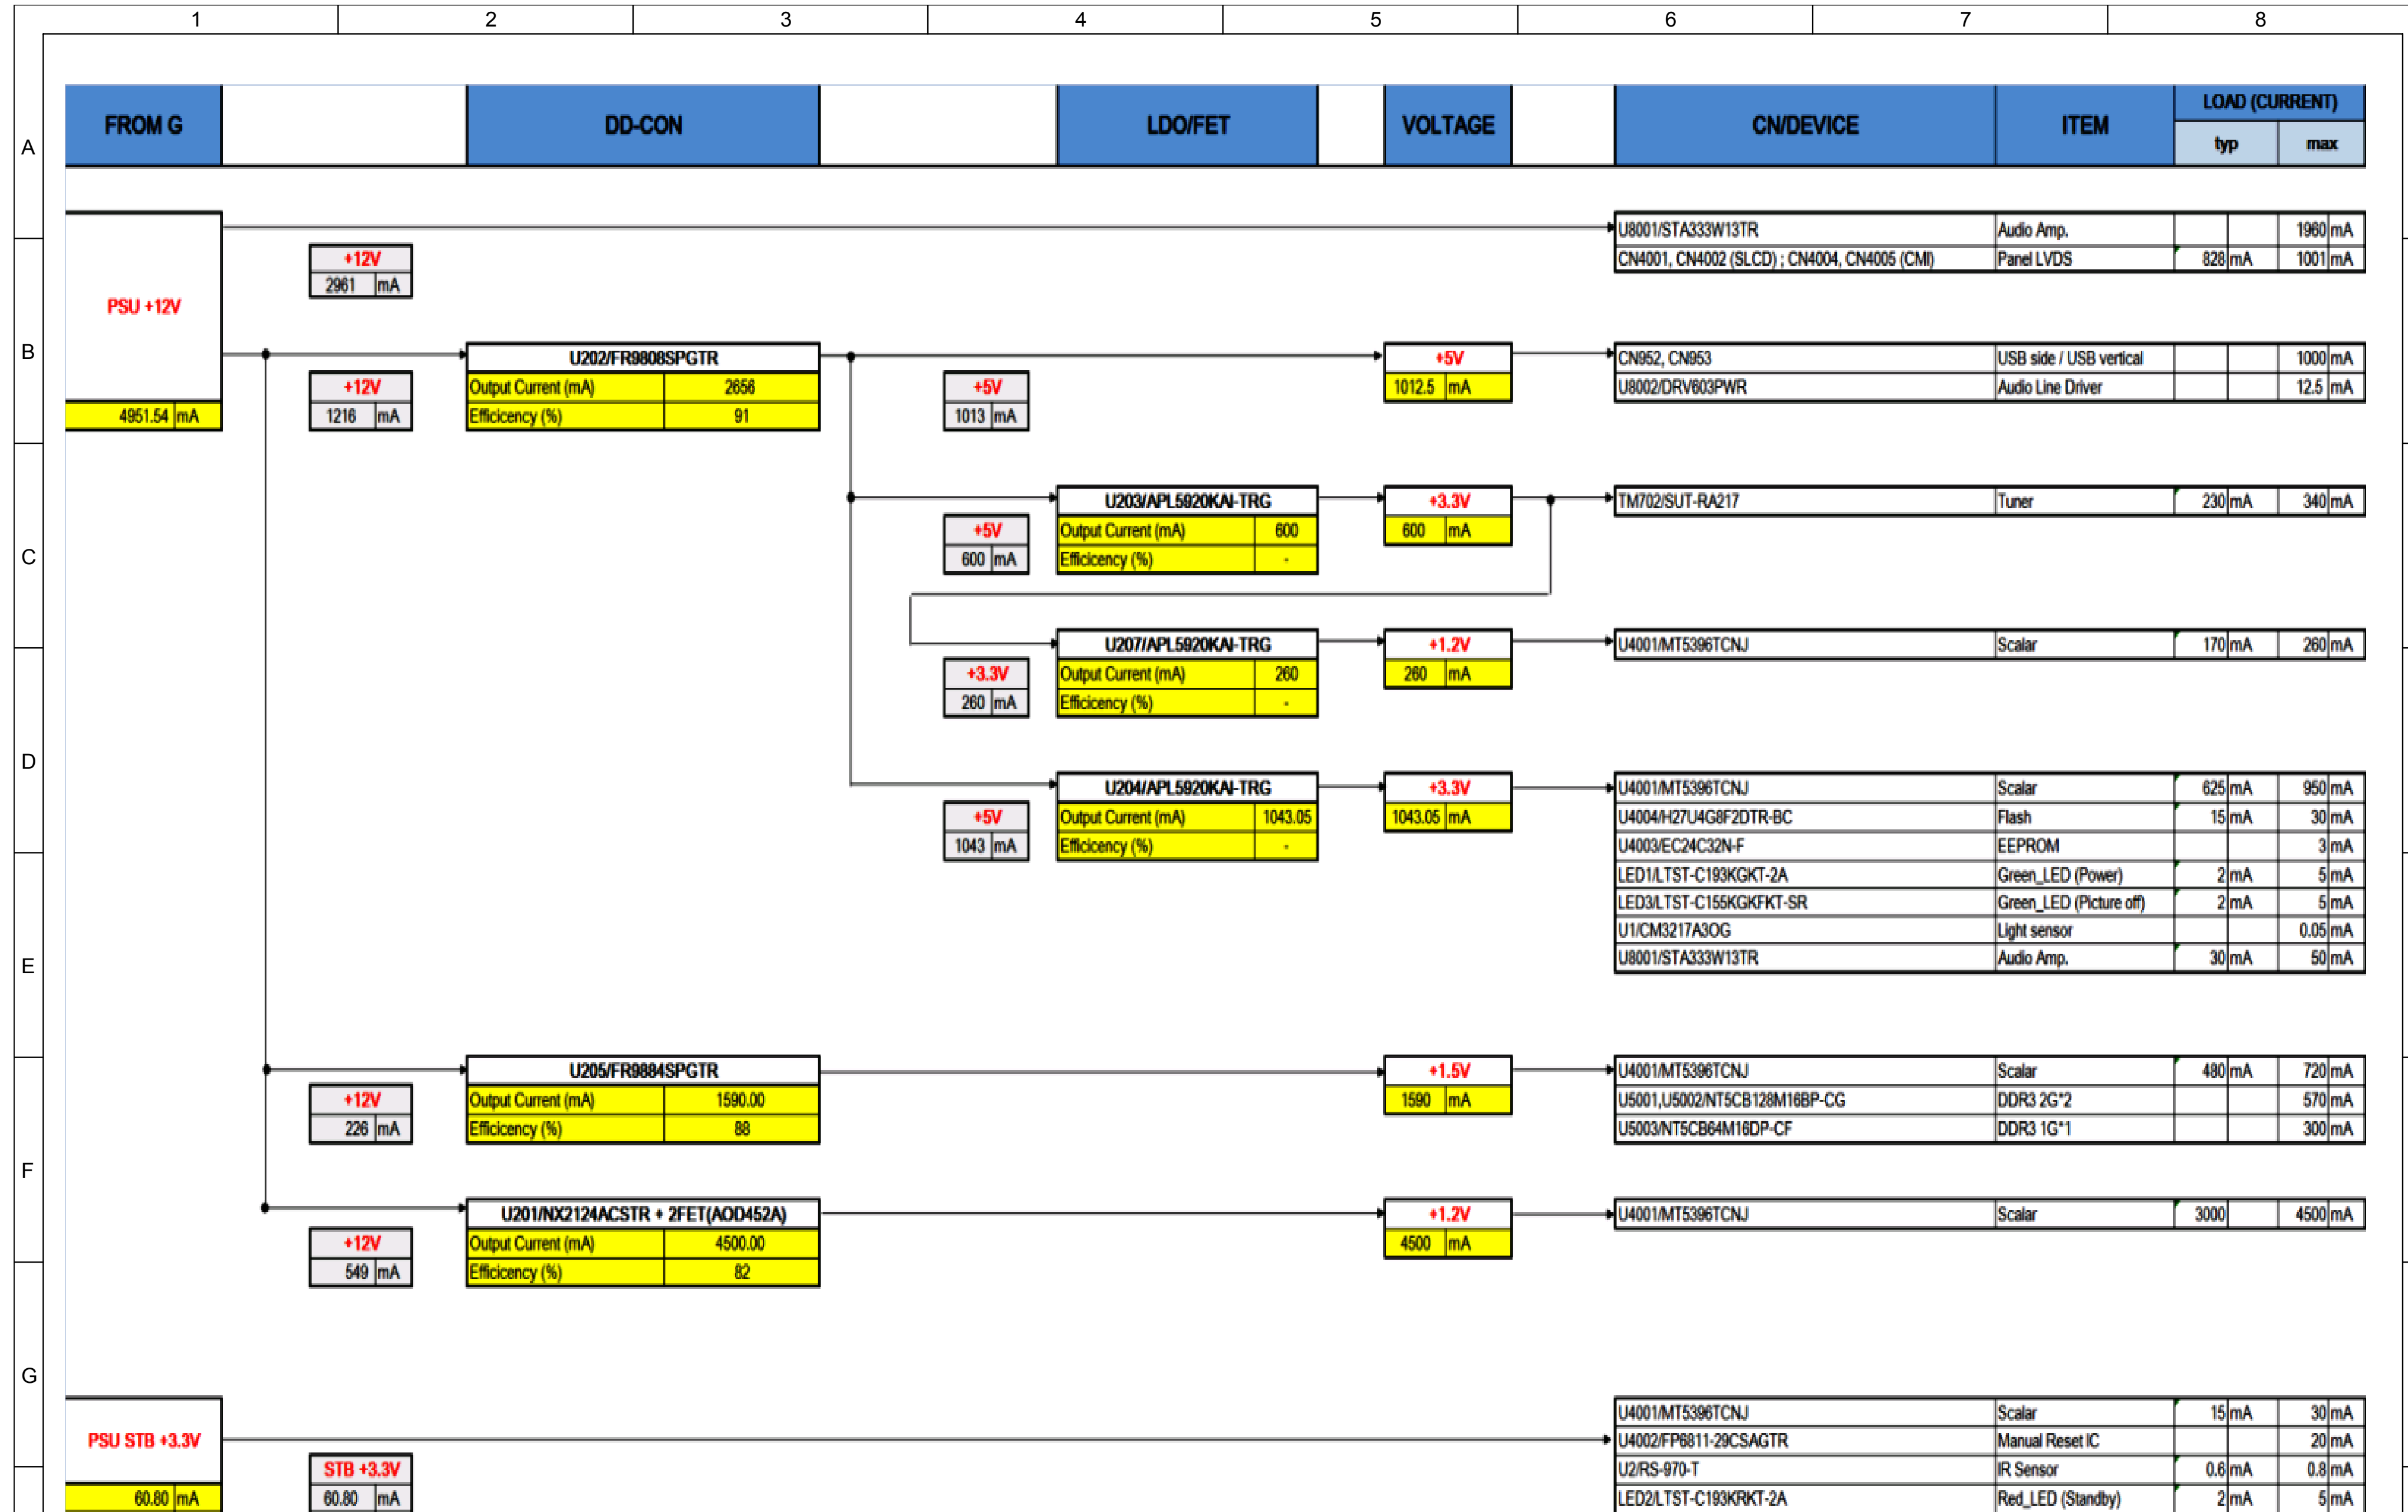 1 2 3 4 5 6 7 8
FROM G DD-CON LDO/FET VOLTAGE CN/DEVICE ITEM LOAD (CURRENT)
typ max
A
U8001/STA333W13TR Audio Amp. 1960 mA
CN4001, CN4002 (SLCD) ; CN4004, CN4005 (CMI) Panel LVDS 828 mA 1001 mA
+12V
2961 mA
PSU +12V
4951.54 mA
B
U202/FR9808SPGTR
Output Current (mA) 2656
Efficicency (%) 91
+12V
1216 mA
+5V
1013 mA
+5V
1012.5 mA
CN952, CN953 USB side / USB vertical 1000 mA
U8002/DRV603PWR Audio Line Driver 12.5 mA
C
U203/APL5920KAI-TRG
Output Current (mA) 600
Efficicency (%) -
+5V
600 mA
+3.3V
600 mA
TM702/SUT-RA217 Tuner 230 mA 340 mA
U207/APL5920KAI-TRG
Output Current (mA) 260
Efficicency (%) -
+3.3V
260 mA
+1.2V
260 mA
U4001/MT5396TCNJ Scalar 170 mA 260 mA
D
U204/APL5920KAI-TRG
Output Current (mA) 1043.05
Efficicency (%) -
+5V
1043 mA
+3.3V
1043.05 mA
U4001/MT5396TCNJ Scalar 625 mA 950 mA
U4004/H27U4G8F2DTR-BC Flash 15 mA 30 mA
U4003/EC24C32N-F EEPROM 3 mA
LED1/LTST-C193KGKT-2A Green_LED (Power) 2 mA 5 mA
LED3/LTST-C155KGKFKT-SR Green_LED (Picture off) 2 mA 5 mA
U1/CM3217A3OG Light sensor 0.05 mA
U8001/STA333W13TR Audio Amp. 30 mA 50 mA
E
U205/FR9884SPGTR
Output Current (mA) 1590.00
Efficicency (%) 88
+12V
226 mA
+1.5V
1590 mA
U4001/MT5396TCNJ Scalar 480 mA 720 mA
U5001,U5002/NT5CB128M16BP-CG DDR3 2G*2 570 mA
U5003/NT5CB64M16DP-CF DDR3 1G*1 300 mA
F
U201/NX2124ACSTR + 2FET(AOD452A)
Output Current (mA) 4500.00
Efficicency (%) 82
+12V
549 mA
+1.2V
4500 mA
U4001/MT5396TCNJ Scalar 3000 4500 mA
G
PSU STB +3.3V
60.80 mA
STB +3.3V
60.80 mA
U4001/MT5396TCNJ Scalar 15 mA 30 mA
U4002/FP6811-29CSAGTR Manual Reset IC 20 mA
U2/RS-970-T IR Sensor 0.6 mA 0.8 mA
LED2/LTST-C193KRKT-2A Red_LED (Standby) 2 mA 5 mA